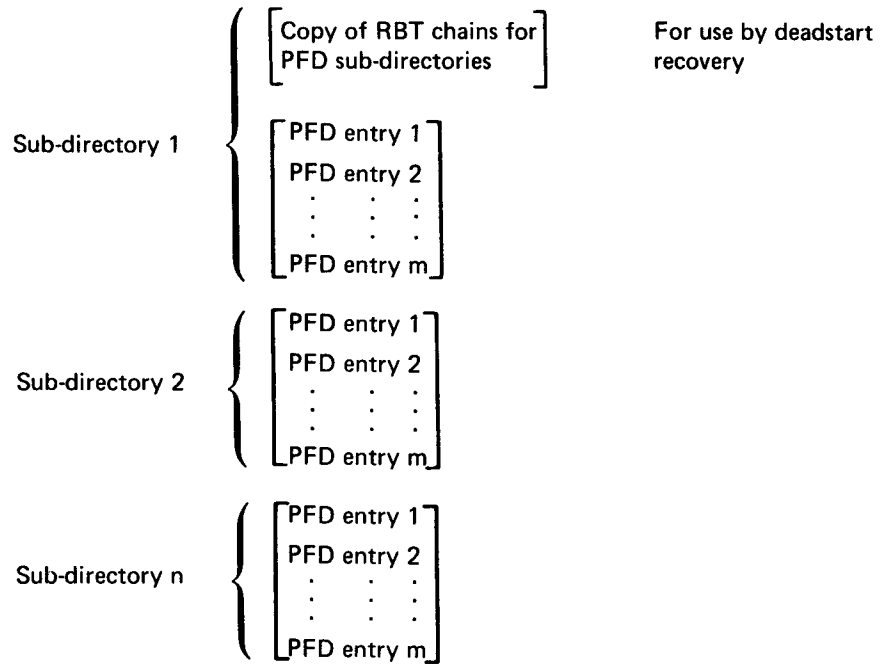 Copy of RBT chains for
PFD sub-directories
For use by deadstart
recovery
Sub-directory 1
PFD entry 1
PFD entry 2
. . .
. . .
. . .
PFD entry m
Sub-directory 2
PFD entry 1
PFD entry 2
. . .
. . .
. . .
PFD entry m
Sub-directory n
PFD entry 1
PFD entry 2
. . .
. . .
. . .
PFD entry m